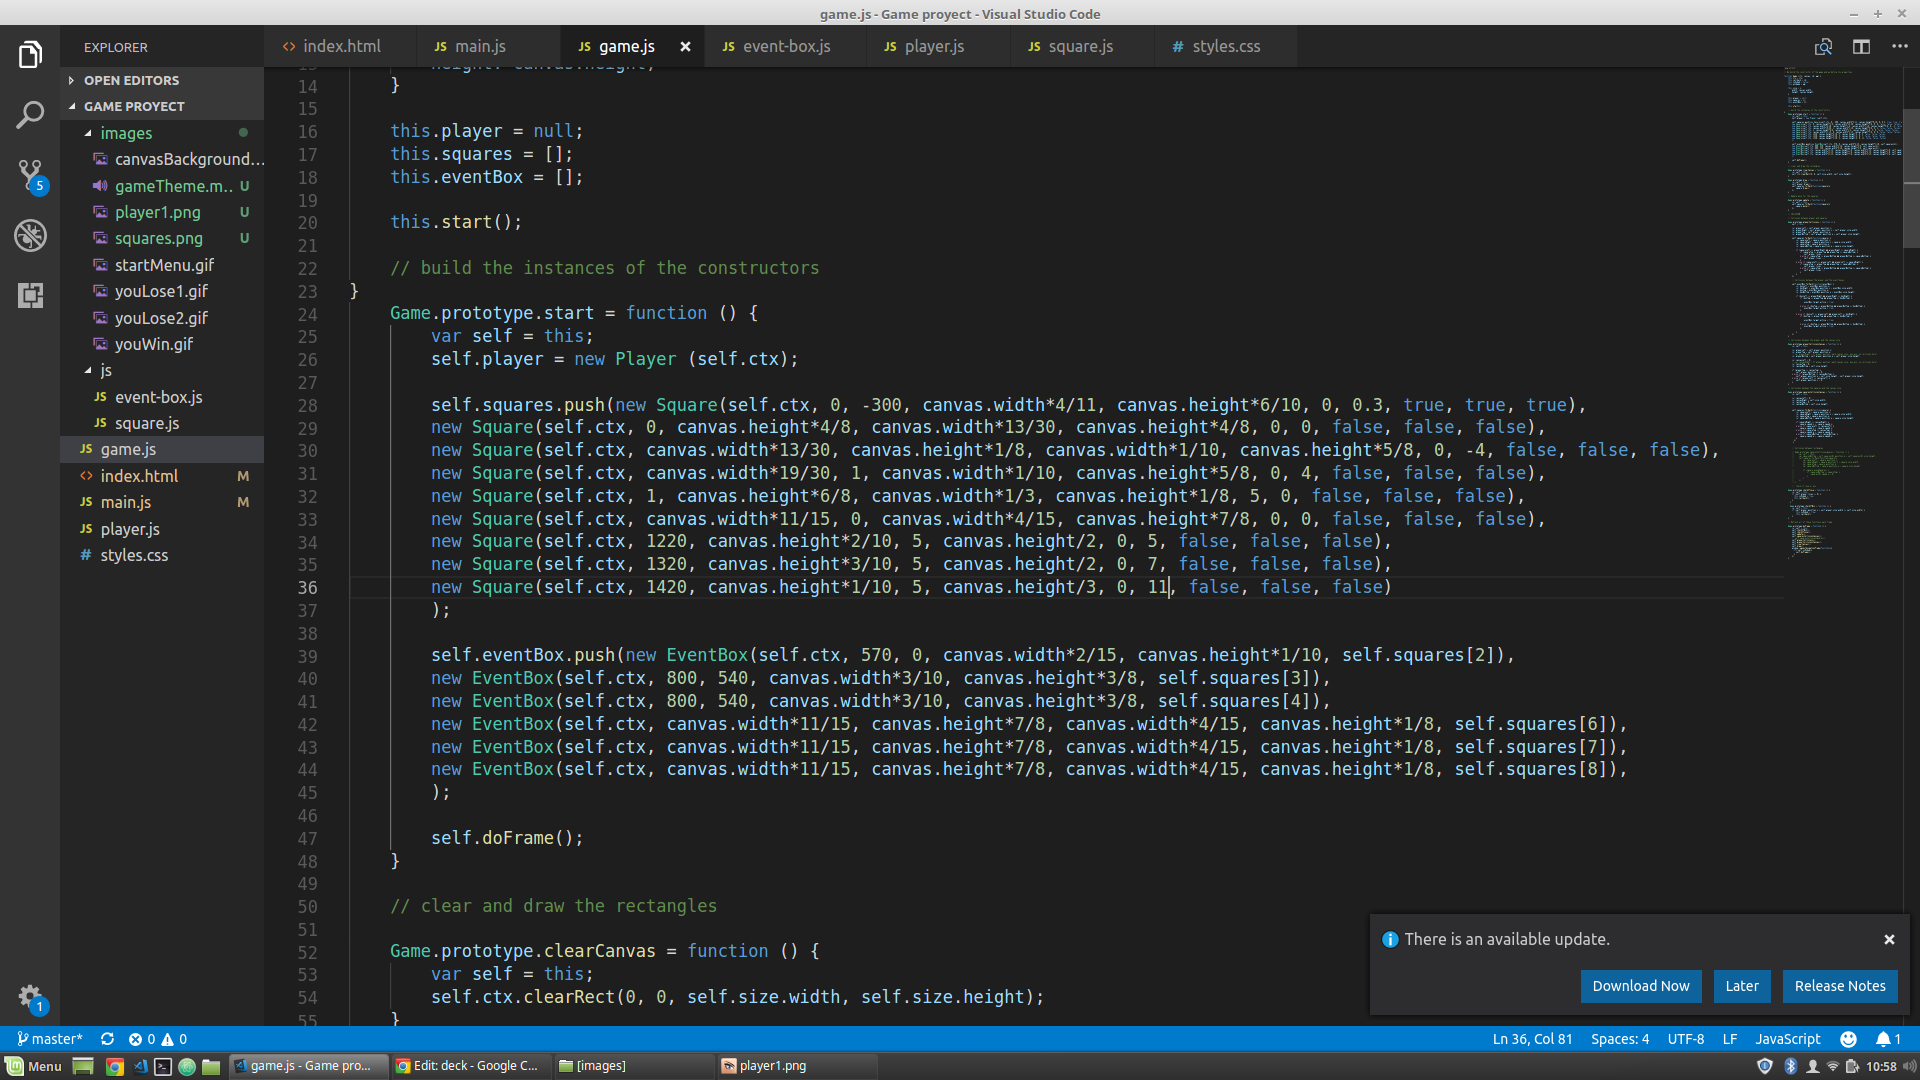 game.js - Game proyect - Visual Studio Code
EXPLORER
<> index.html
JS main.js
JS game.js
JS event-box.js
JS player.js
JS square.js
# styles.css
OPEN EDITORS
GAME PROYECT
images
canvasBackground...
gameTheme.m.. U
player1.png U
squares.png U
startMenu.gif
youLose1.gif
youLose2.gif
youWin.gif
js
JS event-box.js
JS square.js
JS game.js
<> index.html M
JS main.js M
JS player.js
# styles.css
5
1
14 }
15
16 this.player = null;
17 this.squares = [];
18 this.eventBox = [];
19
20 this.start();
21
22 // build the instances of the constructors
23 }
24 Game.prototype.start = function () {
25 var self = this;
26 self.player = new Player (self.ctx);
27
28 self.squares.push(new Square(self.ctx, 0, -300, canvas.width*4/11, canvas.height*6/10, 0, 0.3, true, true, true),
29 new Square(self.ctx, 0, canvas.height*4/8, canvas.width*13/30, canvas.height*4/8, 0, 0, false, false, false),
30 new Square(self.ctx, canvas.width*13/30, canvas.height*1/8, canvas.width*1/10, canvas.height*5/8, 0, -4, false, false, false),
31 new Square(self.ctx, canvas.width*19/30, 1, canvas.width*1/10, canvas.height*5/8, 0, 4, false, false, false),
32 new Square(self.ctx, 1, canvas.height*6/8, canvas.width*1/3, canvas.height*1/8, 5, 0, false, false, false),
33 new Square(self.ctx, canvas.width*11/15, 0, canvas.width*4/15, canvas.height*7/8, 0, 0, false, false, false),
34 new Square(self.ctx, 1220, canvas.height*2/10, 5, canvas.height/2, 0, 5, false, false, false),
35 new Square(self.ctx, 1320, canvas.height*3/10, 5, canvas.height/2, 0, 7, false, false, false),
36 new Square(self.ctx, 1420, canvas.height*1/10, 5, canvas.height/3, 0, 11, false, false, false)
37 );
38
39 self.eventBox.push(new EventBox(self.ctx, 570, 0, canvas.width*2/15, canvas.height*1/10, self.squares[2]),
40 new EventBox(self.ctx, 800, 540, canvas.width*3/10, canvas.height*3/8, self.squares[3]),
41 new EventBox(self.ctx, 800, 540, canvas.width*3/10, canvas.height*3/8, self.squares[4]),
42 new EventBox(self.ctx, canvas.width*11/15, canvas.height*7/8, canvas.width*4/15, canvas.height*1/8, self.squares[6]),
43 new EventBox(self.ctx, canvas.width*11/15, canvas.height*7/8, canvas.width*4/15, canvas.height*1/8, self.squares[7]),
44 new EventBox(self.ctx, canvas.width*11/15, canvas.height*7/8, canvas.width*4/15, canvas.height*1/8, self.squares[8]),
45 );
46
47 self.doFrame();
48 }
49
50 // clear and draw the rectangles
51
52 Game.prototype.clearCanvas = function () {
53 var self = this;
54 self.ctx.clearRect(0, 0, self.size.width, self.size.height);
55 }
There is an available update.
Download Now
Later
Release Notes
master* 0 0
Ln 36, Col 81 Spaces: 4 UTF-8 LF JavaScript 1
Menu
game.js - Game pro...
Edit: deck - Google C...
[images]
player1.png
10:58